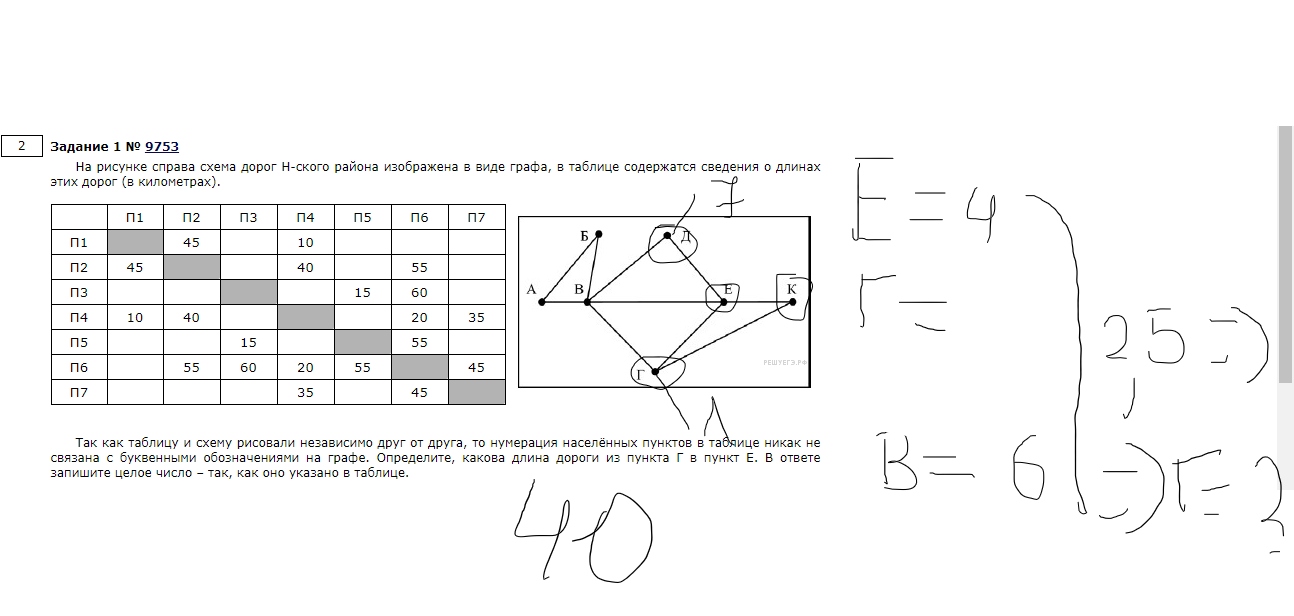 2
Задание 1 № 9753
На рисунке справа схема дорог Н-ского района изображена в виде графа, в таблице содержатся сведения о длинах
этих дорог (в километрах).
П1 П2 П3 П4 П5 П6 П7
П1 45 10
П2 45 40 55
П3 15 60
П4 10 40 20 35
П5 15 55
П6 55 60 20 55 45
П7 35 45
7
Б Д
А В Е К
Г
РЕШУЕГЭ.РФ
1
Е = 4
Г =
25 =>
В = 6 => Г = 2
Так как таблицу и схему рисовали независимо друг от друга, то нумерация населённых пунктов в таблице никак не
связана с буквенными обозначениями на графе. Определите, какова длина дороги из пункта Г в пункт Е. В ответе
запишите целое число – так, как оно указано в таблице.
40